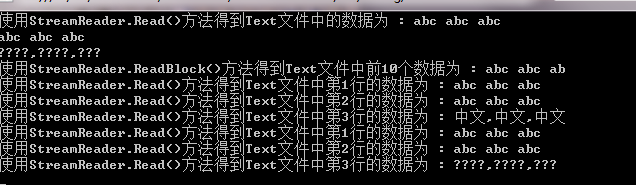 使用StreamReader.Read()方法得到Text文件中的数据为 : abc abc abc
abc abc abc
????,????,???
使用StreamReader.ReadBlock()方法得到Text文件中前10个数据为 : abc abc ab
使用StreamReader.Read()方法得到Text文件中第1行的数据为 : abc abc abc
使用StreamReader.Read()方法得到Text文件中第2行的数据为 : abc abc abc
使用StreamReader.Read()方法得到Text文件中第3行的数据为 : 中文,中文,中文
使用StreamReader.Read()方法得到Text文件中第1行的数据为 : abc abc abc
使用StreamReader.Read()方法得到Text文件中第2行的数据为 : abc abc abc
使用StreamReader.Read()方法得到Text文件中第3行的数据为 : ????,????,???